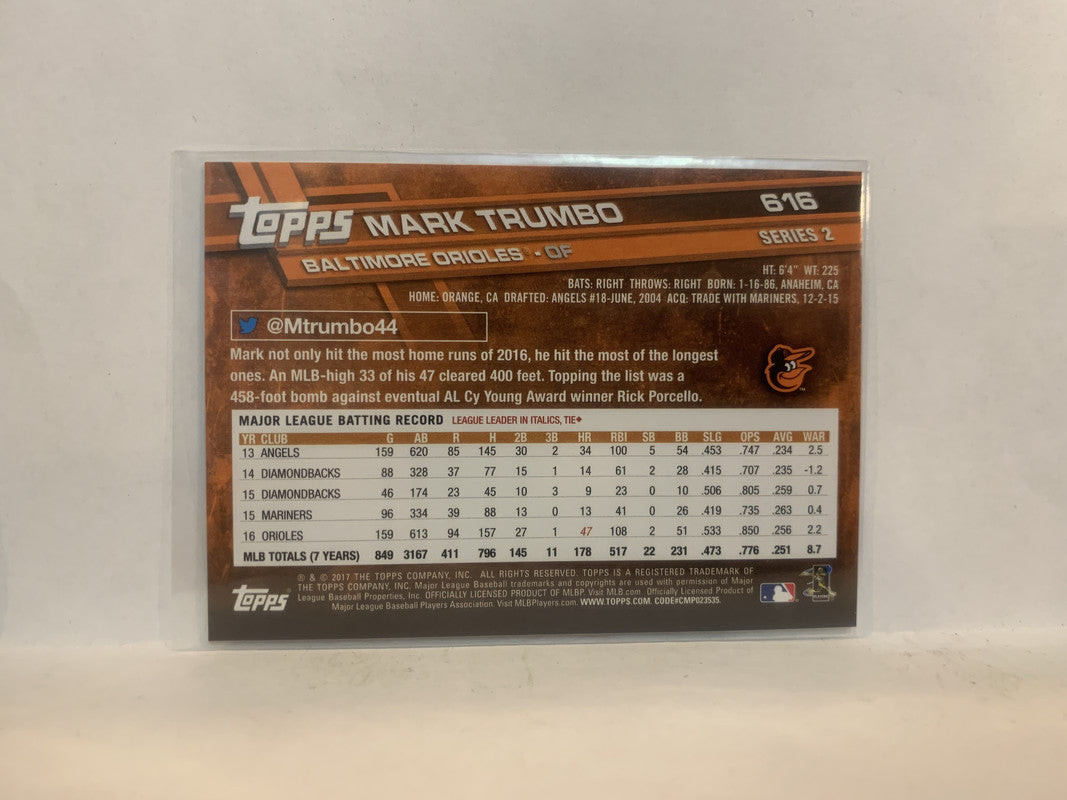 TOPPS MARK TRUMBO 616
BALTIMORE ORIOLES • OF SERIES 2
HT: 6'4" WT: 225
BATS: RIGHT THROWS: RIGHT BORN: 1-16-86, ANAHEIM, CA
HOME: ORANGE, CA DRAFTED: ANGELS #18-JUNE, 2004 ACQ: TRADE WITH MARINERS, 12-2-15
@Mtrumbo44
Mark not only hit the most home runs of 2016, he hit the most of the longest
ones. An MLB-high 33 of his 47 cleared 400 feet. Topping the list was a
458-foot bomb against eventual AL Cy Young Award winner Rick Porcello.
MAJOR LEAGUE BATTING RECORD LEAGUE LEADER IN ITALICS, TIE♦
YR CLUB G AB R H 2B 3B HR RBI SB BB SLG OPS AVG WAR
13 ANGELS 159 620 85 145 30 2 34 100 5 54 .453 .747 .234 2.5
14 DIAMONDBACKS 88 328 37 77 15 1 14 61 2 28 .415 .707 .235 -1.2
15 DIAMONDBACKS 46 174 23 45 10 3 9 23 0 10 .506 .805 .259 0.7
15 MARINERS 96 334 39 88 13 0 13 41 0 26 .419 .735 .263 0.4
16 ORIOLES 159 613 94 157 27 1 47 108 2 51 .533 .850 .256 2.2
MLB TOTALS (7 YEARS) 849 3167 411 796 145 11 178 517 22 231 .473 .776 .251 8.7
® & © 2017 THE TOPPS COMPANY, INC. ALL RIGHTS RESERVED. TOPPS IS A REGISTERED TRADEMARK OF
THE TOPPS COMPANY, INC. Major League Baseball trademarks and copyrights are used with permission of Major
League Baseball Properties, Inc. OFFICIALLY LICENSED PRODUCT OF MLBP Visit MLB.com Officially Licensed Product of
Major League Baseball Players Association. Visit MLBPlayers.com. WWW.TOPPS.COM. CODE#CMP023535.
TOPPS